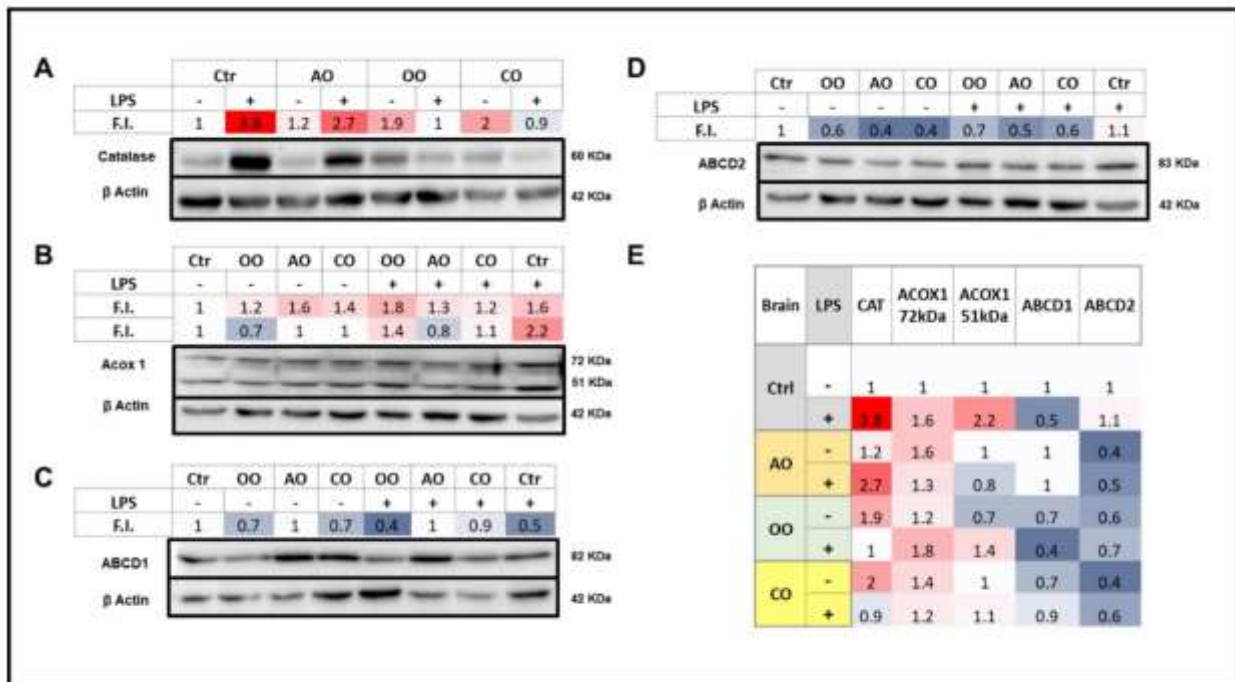 A
Ctr AO OO CO
LPS - + - + - + - +
F.I. 1 3.8 1.2 2.7 1.9 1 2 0.9
Catalase 60 KDa
β Actin 42 KDa
B
Ctr OO AO CO OO AO CO Ctr
LPS - - - - + + + +
F.I. 1 1.2 1.6 1.4 1.8 1.3 1.2 1.6
F.I. 1 0.7 1 1 1.4 0.8 1.1 2.2
Acox 1 72 KDa
51 KDa
β Actin 42 KDa
C
Ctr OO AO CO OO AO CO Ctr
LPS - - - - + + + +
F.I. 1 0.7 1 0.7 0.4 1 0.9 0.5
ABCD1 82 KDa
β Actin 42 KDa
D
Ctr OO AO CO OO AO CO Ctr
LPS - - - - + + + +
F.I. 1 0.6 0.4 0.4 0.7 0.5 0.6 1.1
ABCD2 83 KDa
β Actin 42 KDa
E
Brain LPS CAT ACOX1 72kDa ACOX1 51kDa ABCD1 ABCD2
Ctrl - 1 1 1 1 1
+ 3.8 1.6 2.2 0.5 1.1
AO - 1.2 1.6 1 1 0.4
+ 2.7 1.3 0.8 1 0.5
OO - 1.9 1.2 0.7 0.7 0.6
+ 1 1.8 1.4 0.4 0.7
CO - 2 1.4 1 0.7 0.4
+ 0.9 1.2 1.1 0.9 0.6